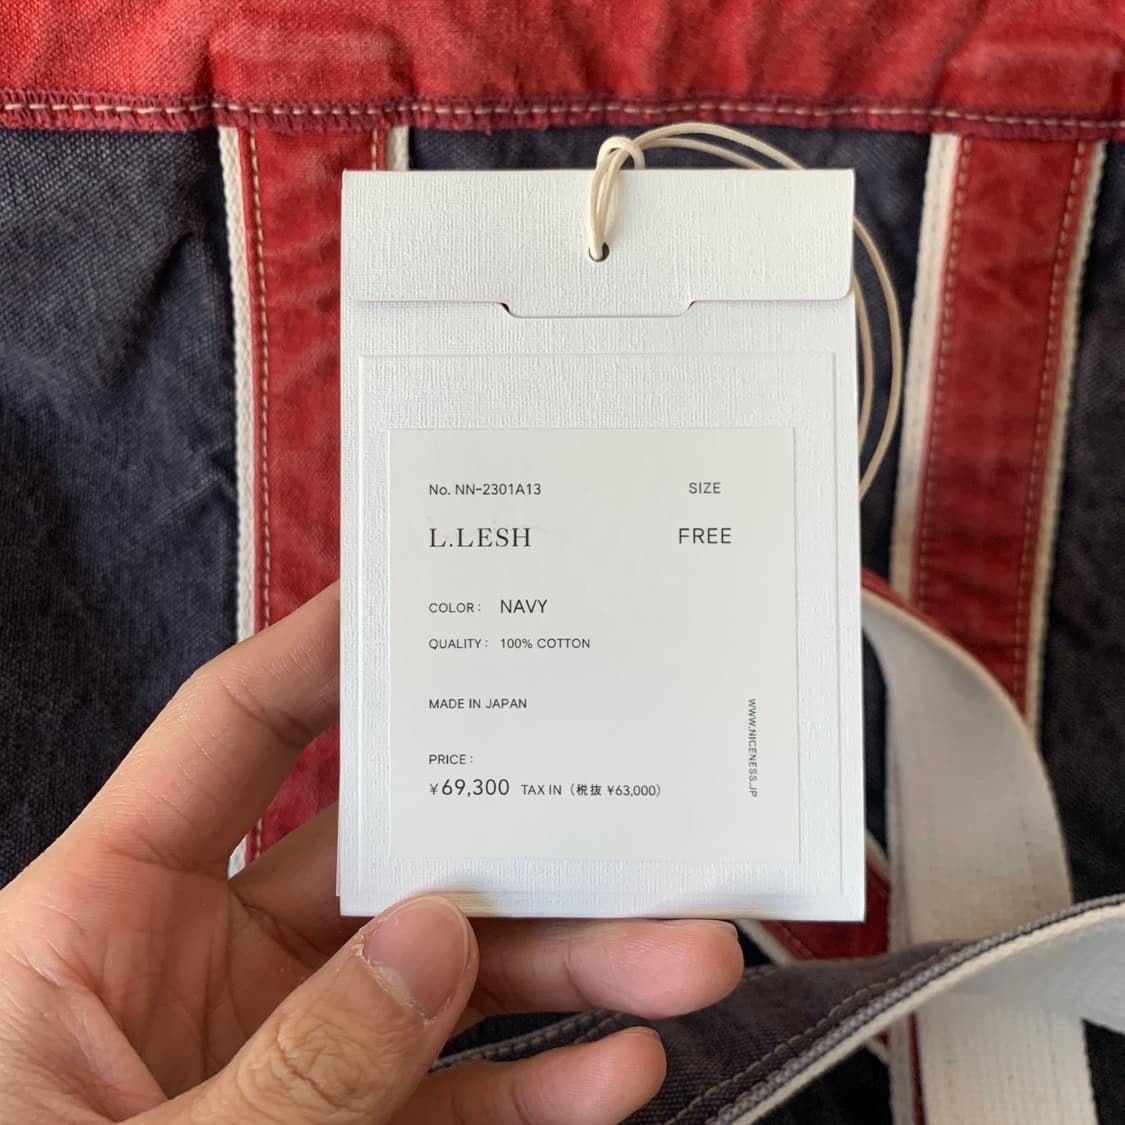 No. NN-2301A13
SIZE
L.LESH
FREE
COLOR: NAVY
QUALITY: 100% COTTON
MADE IN JAPAN
PRICE:
¥69,300 TAX IN (税抜 ¥63,000)
WWW.NICENESS.JP